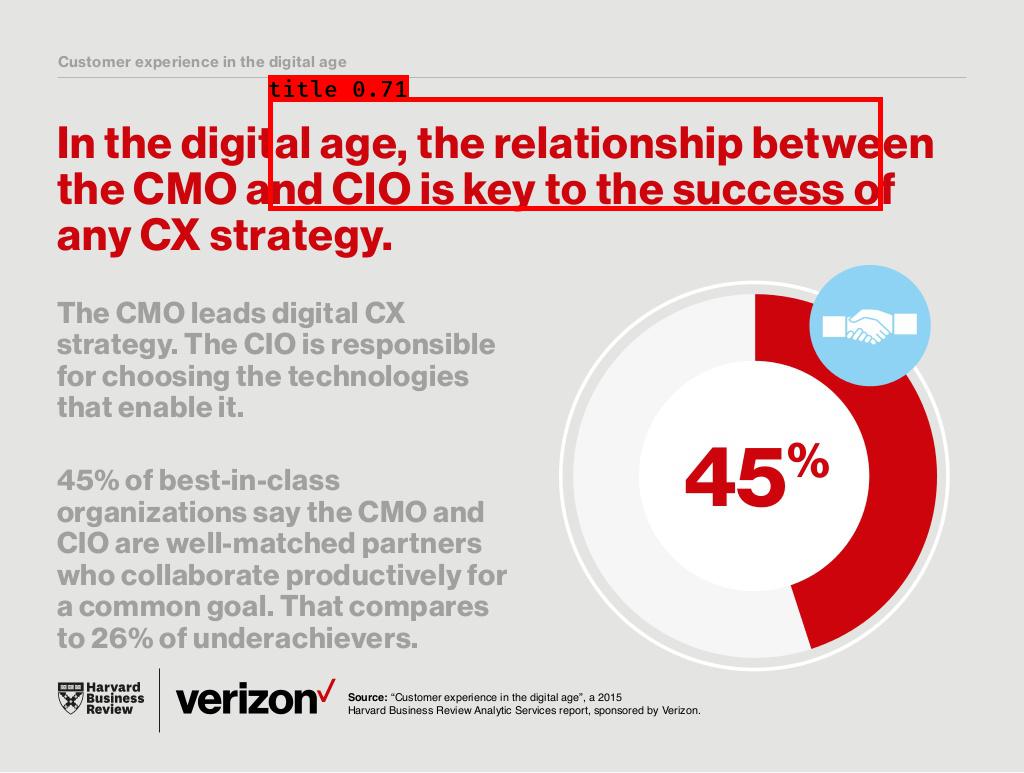 Customer experience in the digital age
title 0.71
In the digital age, the relationship between
the CMO and CIO is key to the success of
any CX strategy.
The CMO leads digital CX
strategy. The CIO is responsible
for choosing the technologies
that enable it.
45% of best-in-class
organizations say the CMO and
CIO are well-matched partners
who collaborate productively for
a common goal. That compares
to 26% of underachievers.
45%
Harvard
Business
Review
verizon
Source: “Customer experience in the digital age”, a 2015
Harvard Business Review Analytic Services report, sponsored by Verizon.